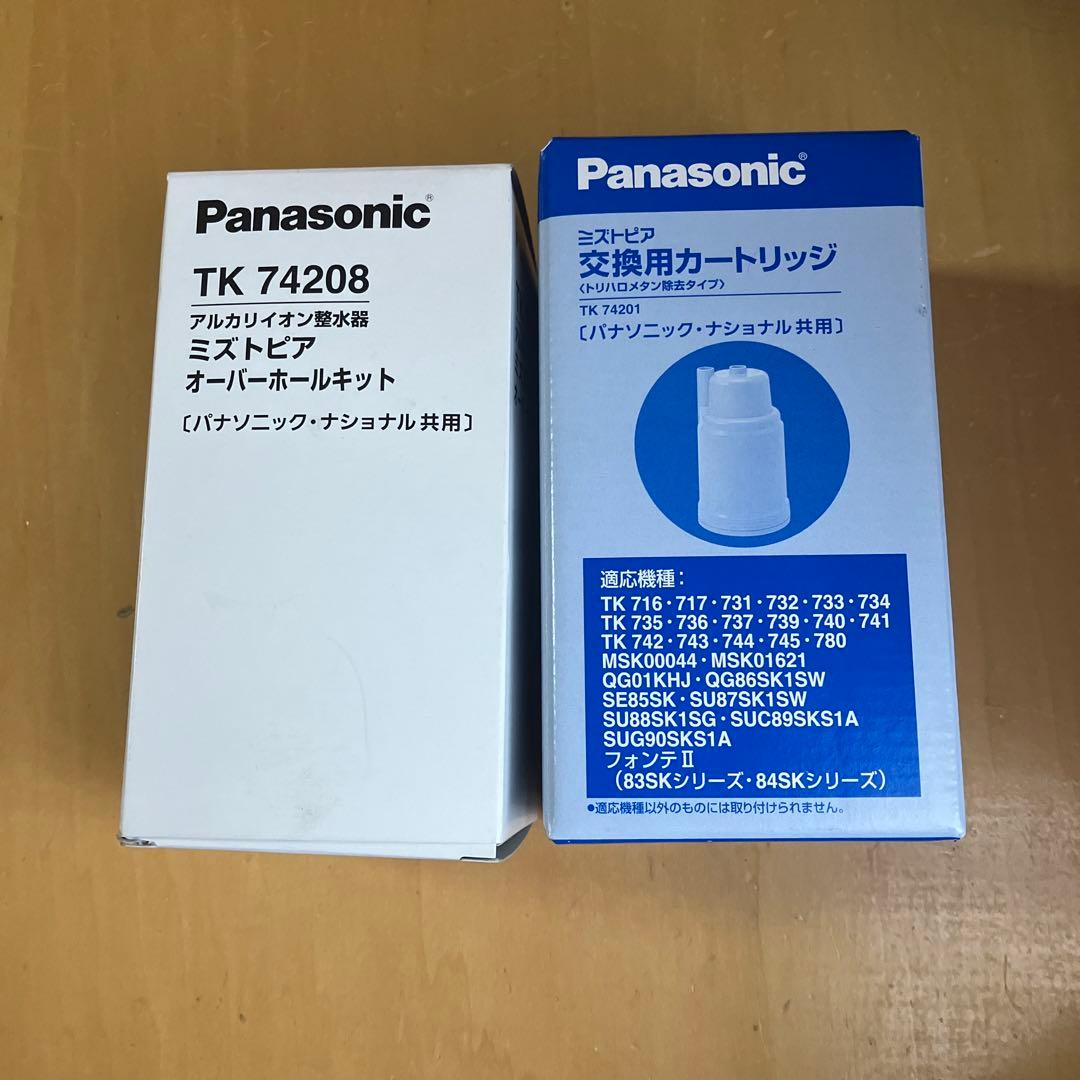 Panasonic®
TK 74208
アルカリイオン整水器
ミズトピア
オーバーホールキット
〔パナソニック・ナショナル共用〕
Panasonic®
ミズトピア
交換用カートリッジ
〈トリハロメタン除去タイプ〉
TK 74201
〔パナソニック・ナショナル共用〕
適応機種：
TK 716・717・731・732・733・734
TK 735・736・737・739・740・741
TK 742・743・744・745・780
MSK00044・MSK01621
QG01KHJ・QG86SK1SW
SE85SK・SU87SK1SW
SU88SK1SG・SUC89SKS1A
SUG90SKS1A
フォンテⅡ
（83SKシリーズ・84SKシリーズ）
●適応機種以外のものには取り付けられません。